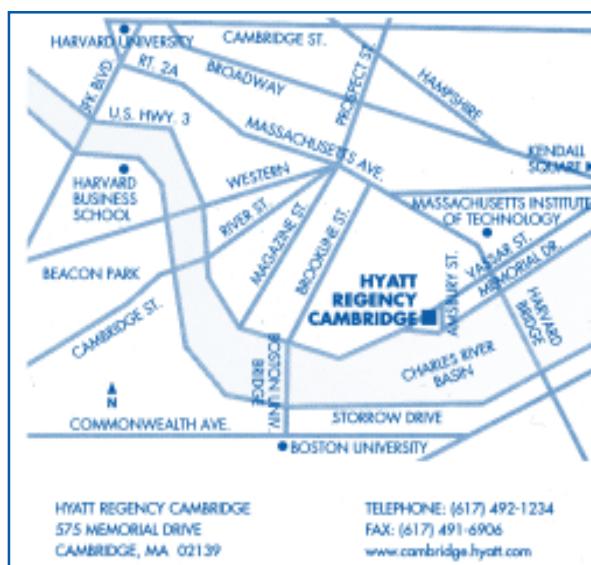 HARVARD UNIVERSITY
CAMBRIDGE ST.
JFK. BLVD.
RT. 2A
BROADWAY
PROSPECT ST.
HAMPSHIRE
U.S. HWY. 3
MASSACHUSETTS AVE.
KENDALL
SQUARE
HARVARD
BUSINESS
SCHOOL
WESTERN
RIVER ST.
MAGAZINE ST.
BROOKLINE ST.
MASSACHUSETTS INSTITUTE
OF TECHNOLOGY
VASSAR ST.
MEMORIAL DR.
AMSBURY ST.
HARVARD
BRIDGE
BEACON PARK
HYATT
REGENCY
CAMBRIDGE
CAMBRIDGE ST.
BOSTON UNIV.
BRIDGE
CHARLES RIVER
BASIN
N
COMMONWEALTH AVE.
STORROW DRIVE
BOSTON UNIVERSITY
HYATT REGENCY CAMBRIDGE
575 MEMORIAL DRIVE
CAMBRIDGE, MA 02139
TELEPHONE: (617) 492-1234
FAX: (617) 491-6906
www.cambridge.hyatt.com